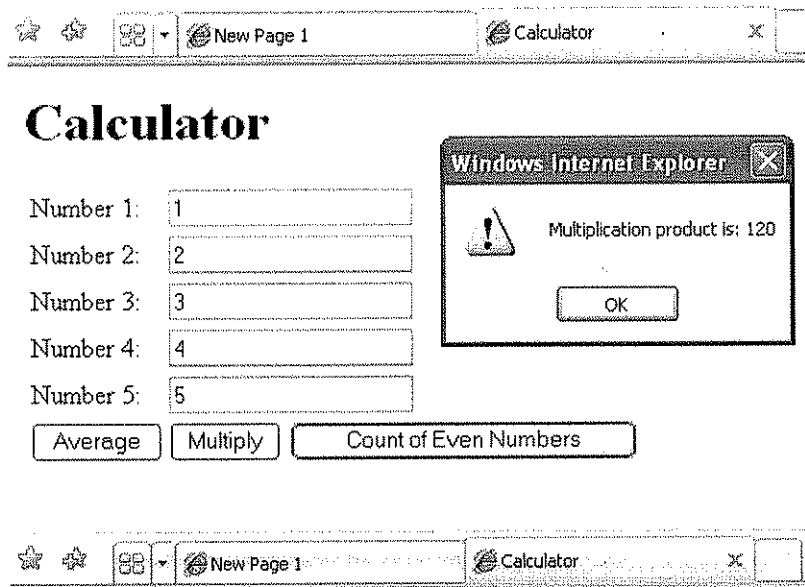 New Page 1
Calculator
Calculator
Windows Internet Explorer
Multiplication product is: 120
OK
Number 1: 1
Number 2: 2
Number 3: 3
Number 4: 4
Number 5: 5
Average
Multiply
Count of Even Numbers
New Page 1
Calculator